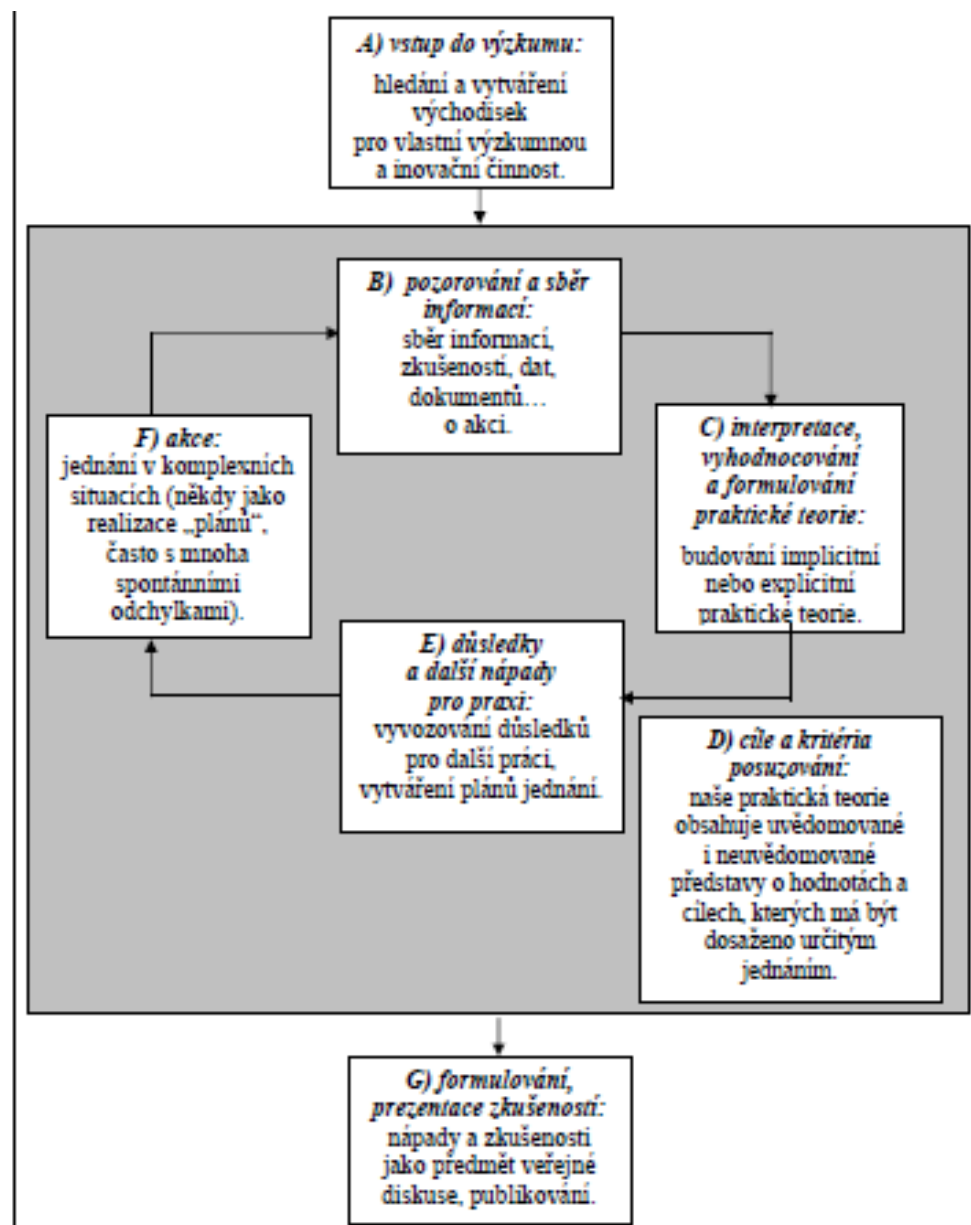 A) vstup do výzkumu:
hledání a vytváření
východisek
pro vlastní výzkumnou
a inovační činnost.
B) pozorování a sběr
informací:
sběr informací,
zkušeností, dat,
dokumentů…
o akci.
C) interpretace,
vyhodnocování
a formulování
praktické teorie:
budování implicitní
nebo explicitní
praktické teorie.
D) cíle a kritéria
posuzování:
naše praktická teorie
obsahuje uvědomované
i neuvědomované
představy o hodnotách a
cílech, kterých má být
dosaženo určitým
jednáním.
E) důsledky
a další nápady
pro praxi:
vyvozování důsledků
pro další práci,
vytváření plánů jednání.
F) akce:
jednání v komplexních
situacích (někdy jako
realizace „plánů“,
často s mnoha
spontánními
odchylkami).
G) formulování,
prezentace zkušeností:
nápady a zkušenosti
jako předmět veřejné
diskuse, publikování.